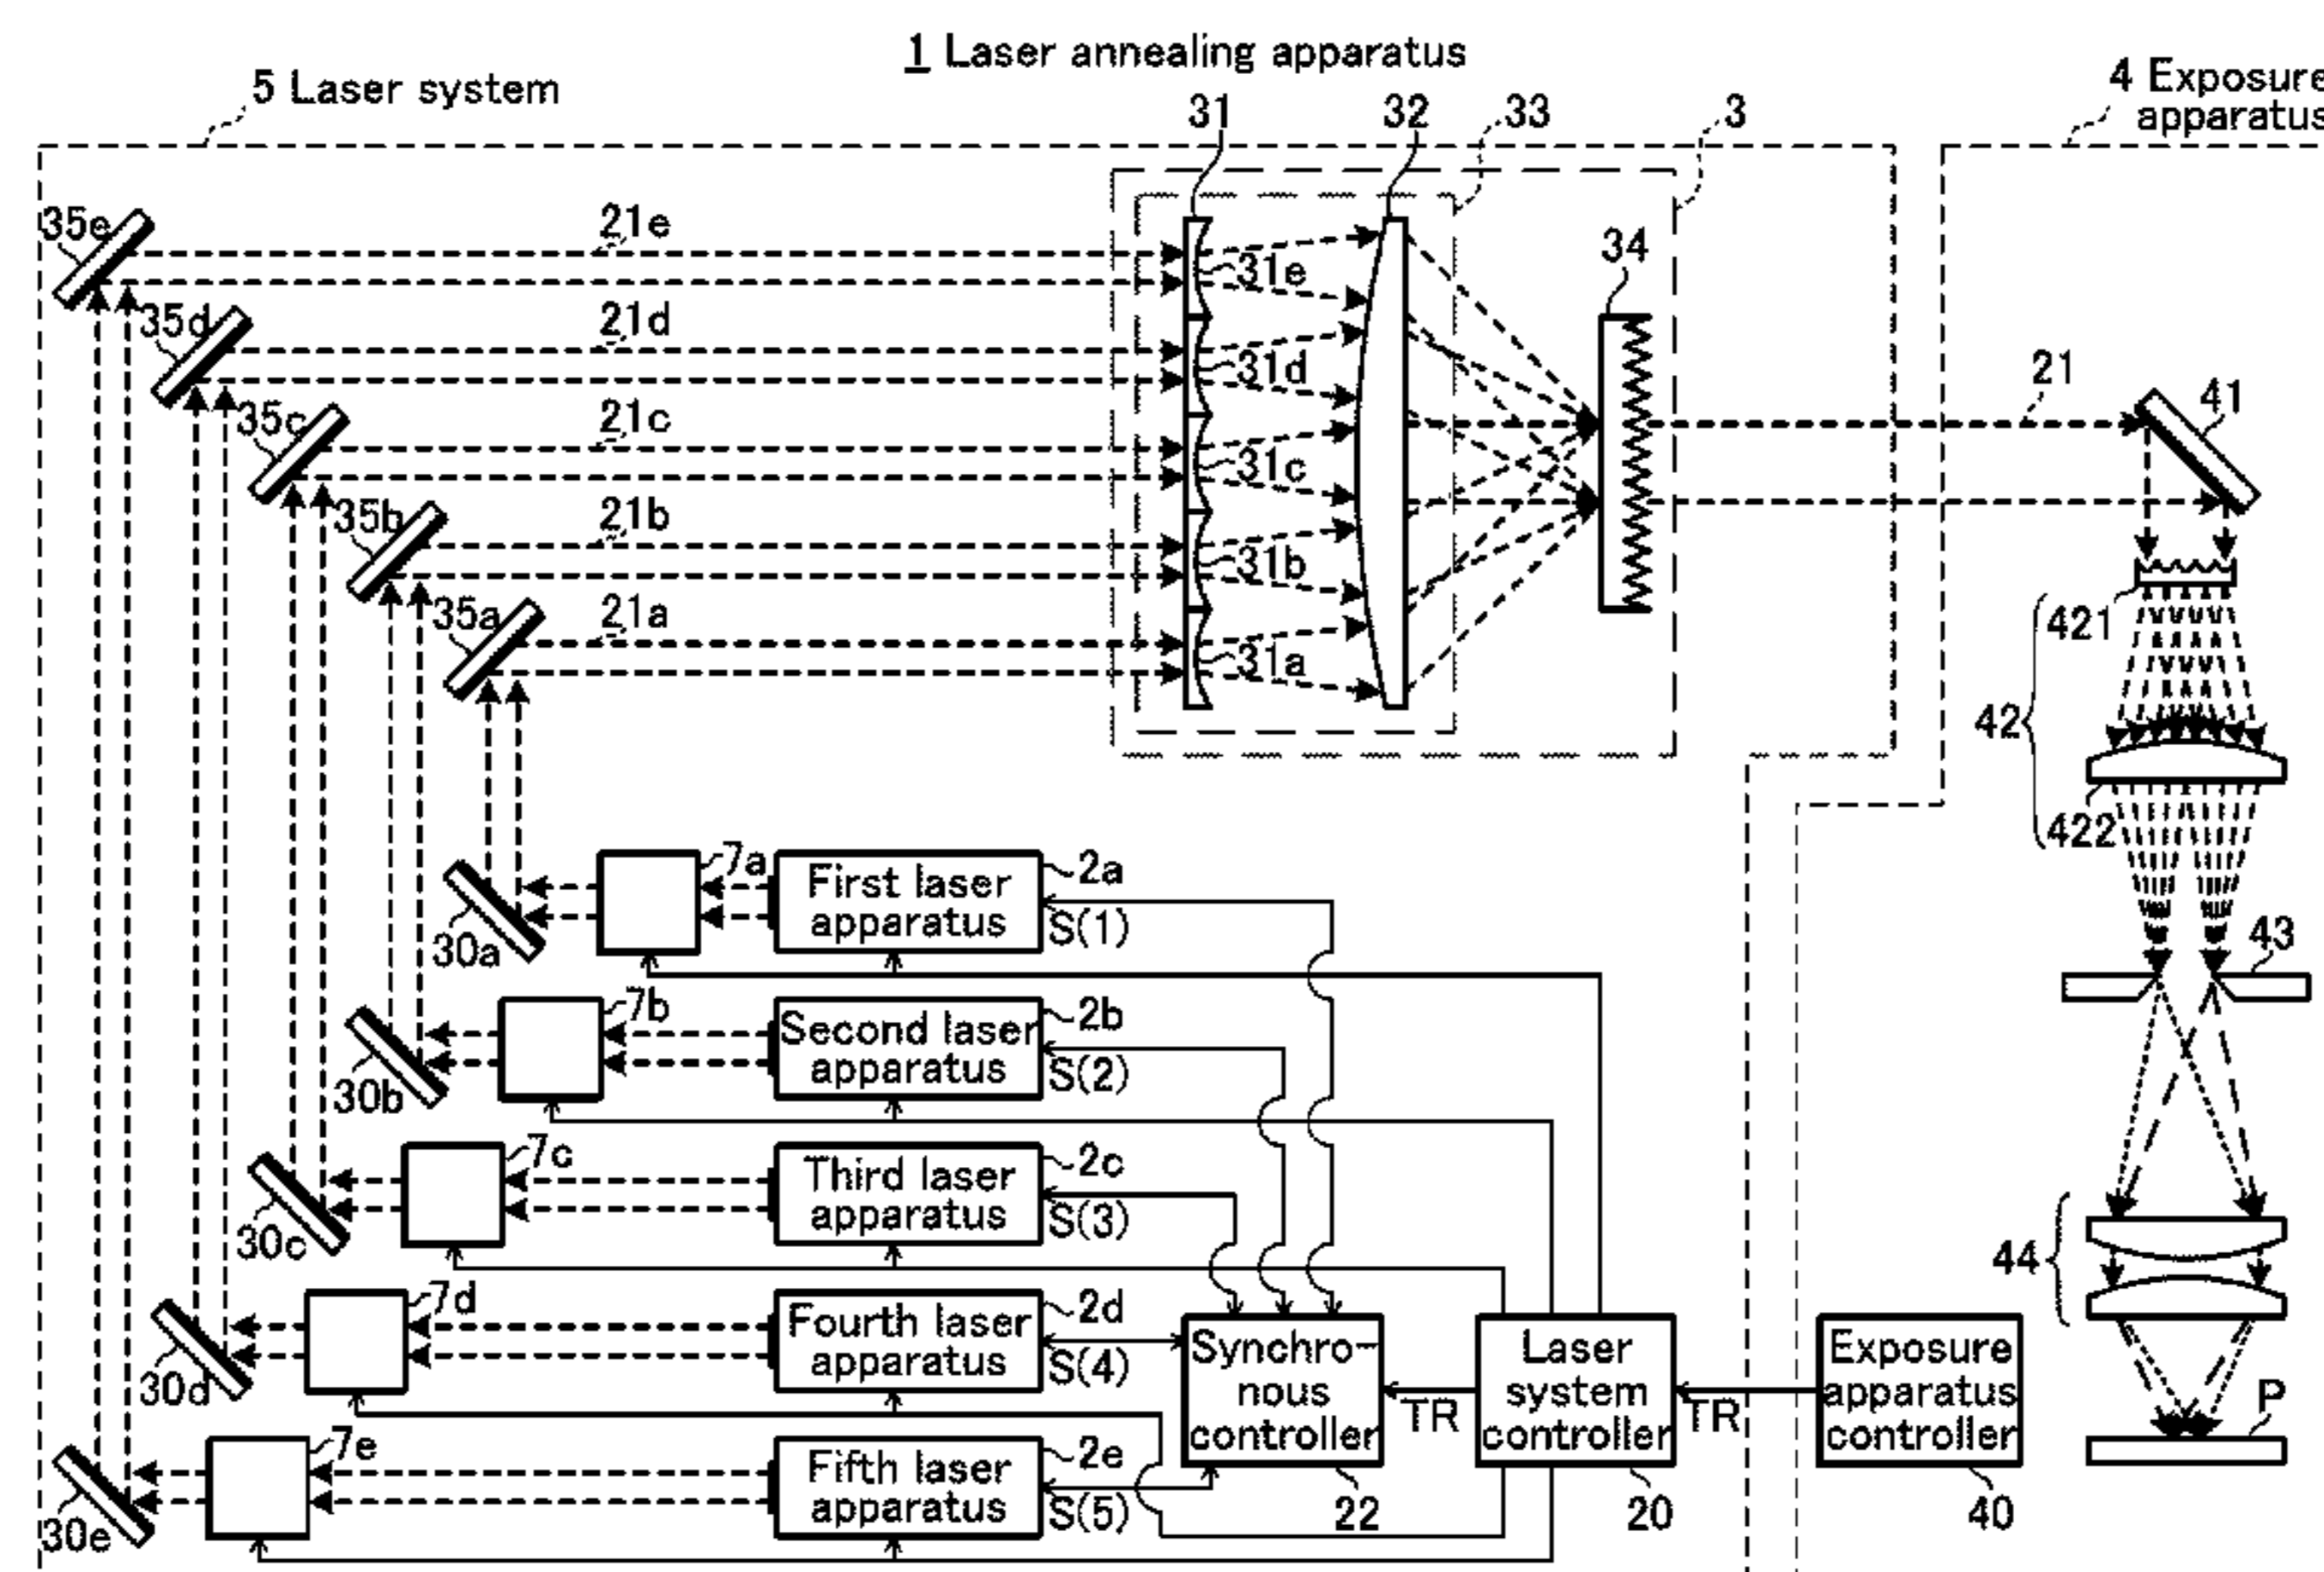 1 Laser annealing apparatus
5 Laser system
4 Exposure
apparatus
31
32
33
3
35e
21e
31e
34
35d
21d
31d
35c
21c
31c
21
41
35b
21b
31b
35a
21a
31a
421
42
422
7a
First laser
apparatus
2a
S(1)
30a
43
7b
Second laser
apparatus
2b
S(2)
30b
7c
Third laser
apparatus
2c
S(3)
30c
44
7d
Fourth laser
apparatus
2d
S(4)
30d
Synchro-
nous
controller
TR
Laser
system
controller
TR
Exposure
apparatus
controller
P
7e
Fifth laser
apparatus
2e
S(5)
30e
22
20
40